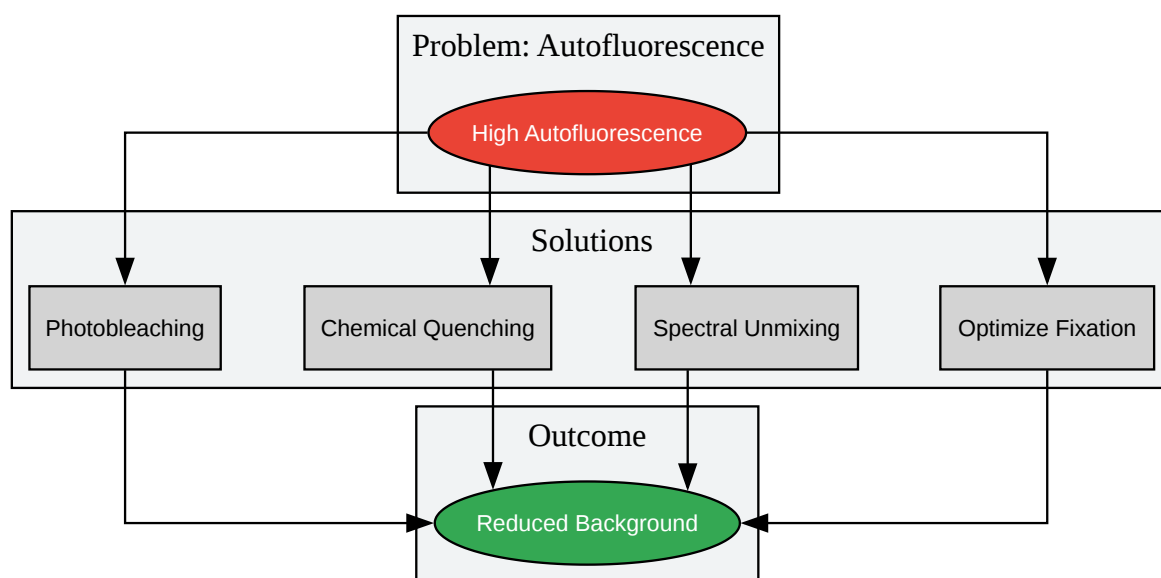 Problem: Autofluorescence
High Autofluorescence
Solutions
Photobleaching
Chemical Quenching
Spectral Unmixing
Optimize Fixation
Outcome
Reduced Background